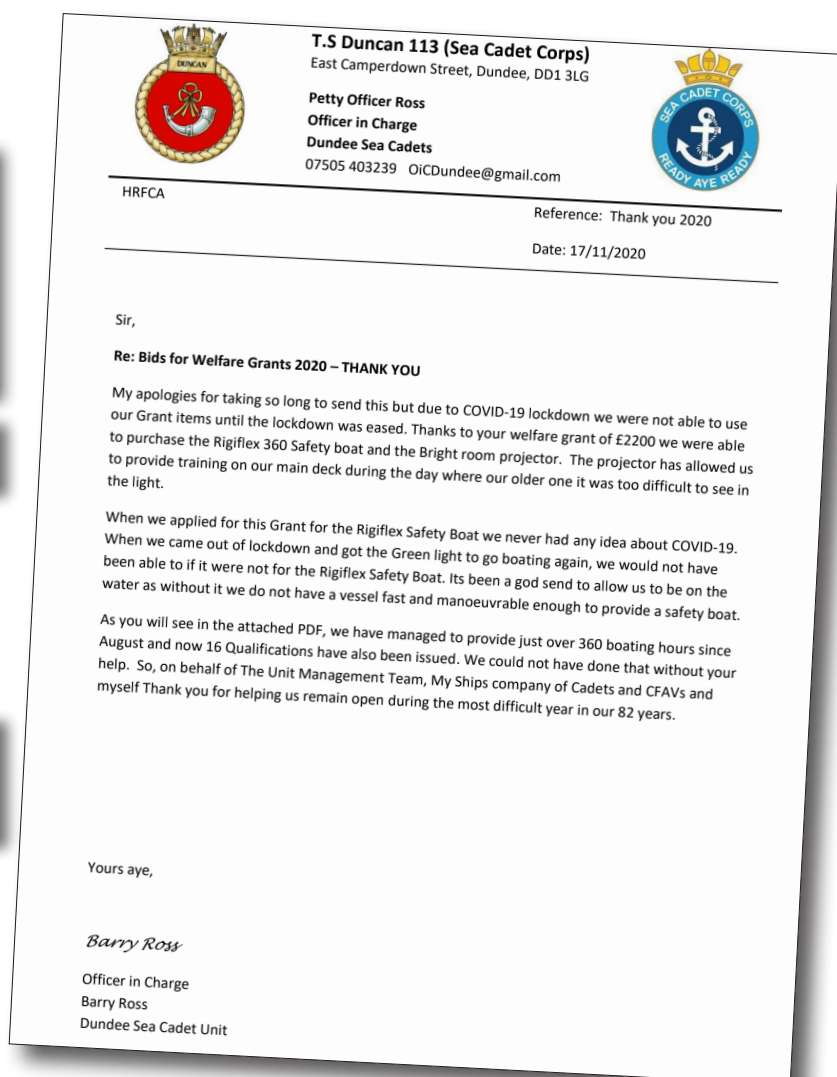 DUNCAN
T.S Duncan 113 (Sea Cadet Corps)
East Camperdown Street, Dundee, DD1 3LG
Petty Officer Ross
Officer in Charge
Dundee Sea Cadets
07505 403239   OiCDundee@gmail.com
SEA CADET CORPS
READY AYE READY
HRFCA
Reference:  Thank you 2020
Date: 17/11/2020
Sir,
Re: Bids for Welfare Grants 2020 – THANK YOU
My apologies for taking so long to send this but due to COVID-19 lockdown we were not able to use
our Grant items until the lockdown was eased. Thanks to your welfare grant of £2200 we were able
to purchase the Rigiflex 360 Safety boat and the Bright room projector.  The projector has allowed us
to provide training on our main deck during the day where our older one it was too difficult to see in
the light.
When we applied for this Grant for the Rigiflex Safety Boat we never had any idea about COVID-19.
When we came out of lockdown and got the Green light to go boating again, we would not have
been able to if it were not for the Rigiflex Safety Boat. Its been a god send to allow us to be on the
water as without it we do not have a vessel fast and manoeuvrable enough to provide a safety boat.
As you will see in the attached PDF, we have managed to provide just over 360 boating hours since
August and now 16 Qualifications have also been issued. We could not have done that without your
help.  So, on behalf of The Unit Management Team, My Ships company of Cadets and CFAVs and
myself Thank you for helping us remain open during the most difficult year in our 82 years.
Yours aye,
Barry Ross
Officer in Charge
Barry Ross
Dundee Sea Cadet Unit